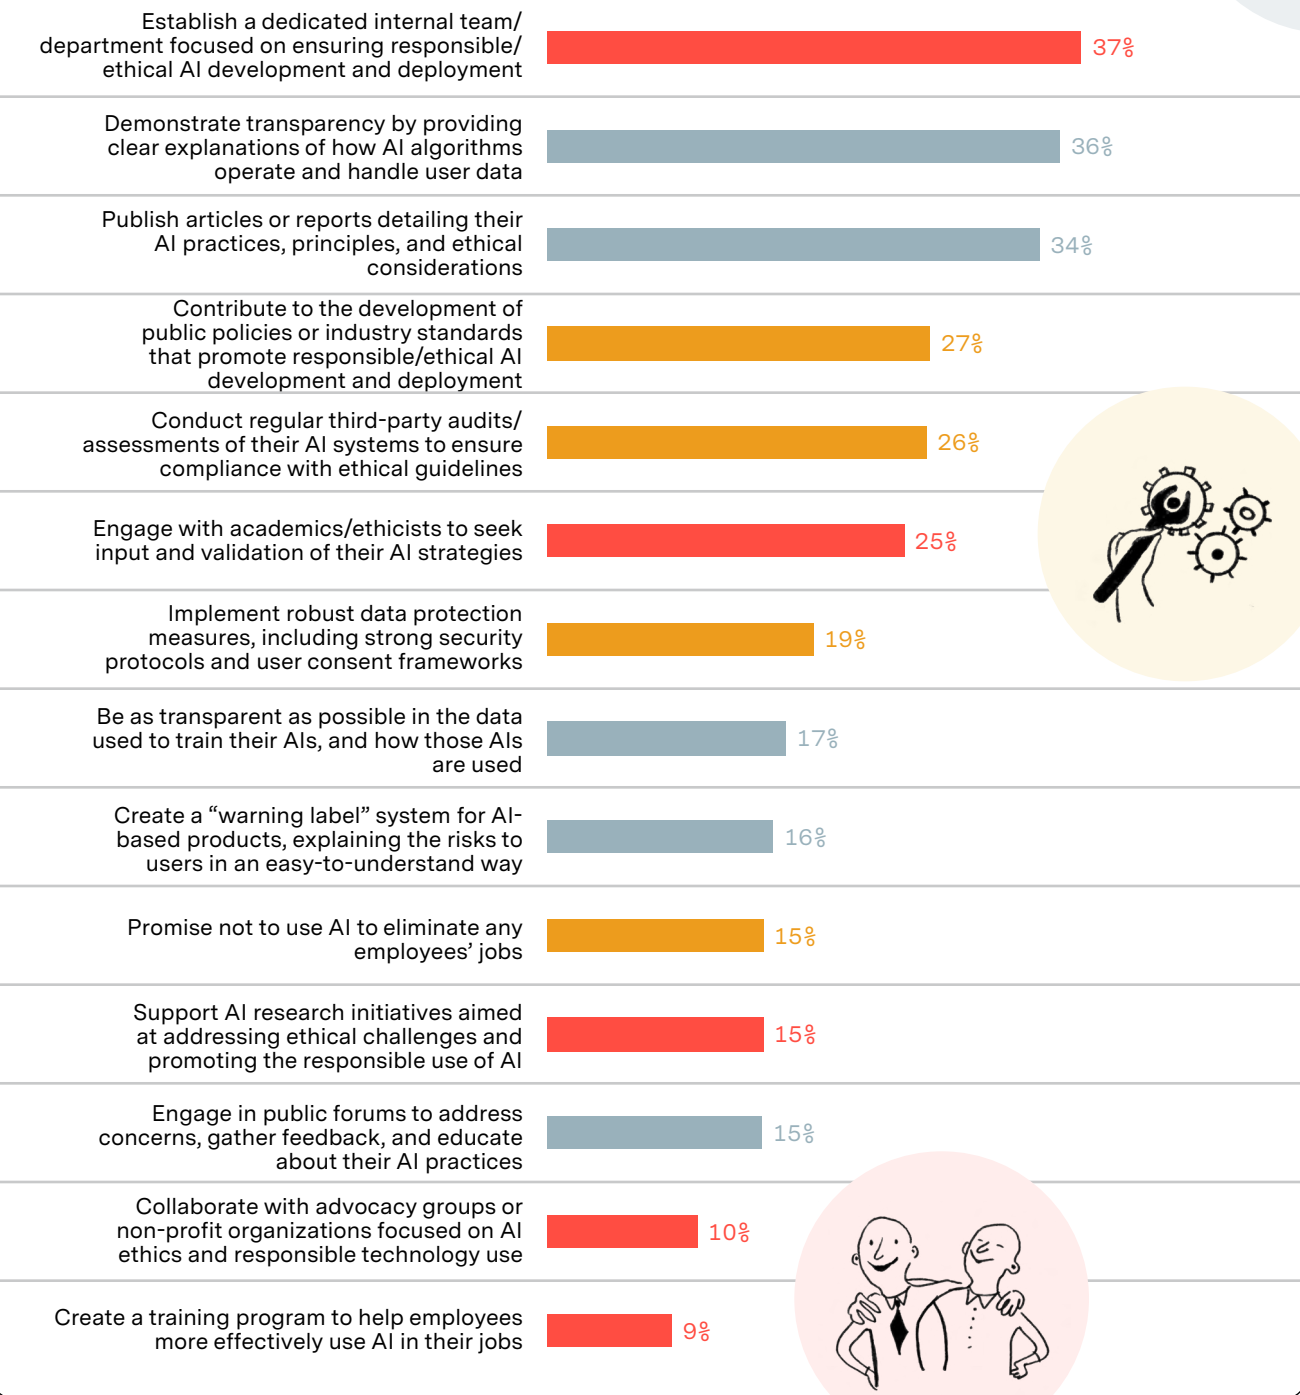 Establish a dedicated internal team/
department focused on ensuring responsible/
ethical AI development and deployment
37%
Demonstrate transparency by providing
clear explanations of how AI algorithms
operate and handle user data
36%
Publish articles or reports detailing their
AI practices, principles, and ethical
considerations
34%
Contribute to the development of
public policies or industry standards
that promote responsible/ethical AI
development and deployment
27%
Conduct regular third-party audits/
assessments of their AI systems to ensure
compliance with ethical guidelines
26%
Engage with academics/ethicists to seek
input and validation of their AI strategies
25%
Implement robust data protection
measures, including strong security
protocols and user consent frameworks
19%
Be as transparent as possible in the data
used to train their AIs, and how those AIs
are used
17%
Create a “warning label” system for AI-
based products, explaining the risks to
users in an easy-to-understand way
16%
Promise not to use AI to eliminate any
employees’ jobs
15%
Support AI research initiatives aimed
at addressing ethical challenges and
promoting the responsible use of AI
15%
Engage in public forums to address
concerns, gather feedback, and educate
about their AI practices
15%
Collaborate with advocacy groups or
non-profit organizations focused on AI
ethics and responsible technology use
10%
Create a training program to help employees
more effectively use AI in their jobs
9%